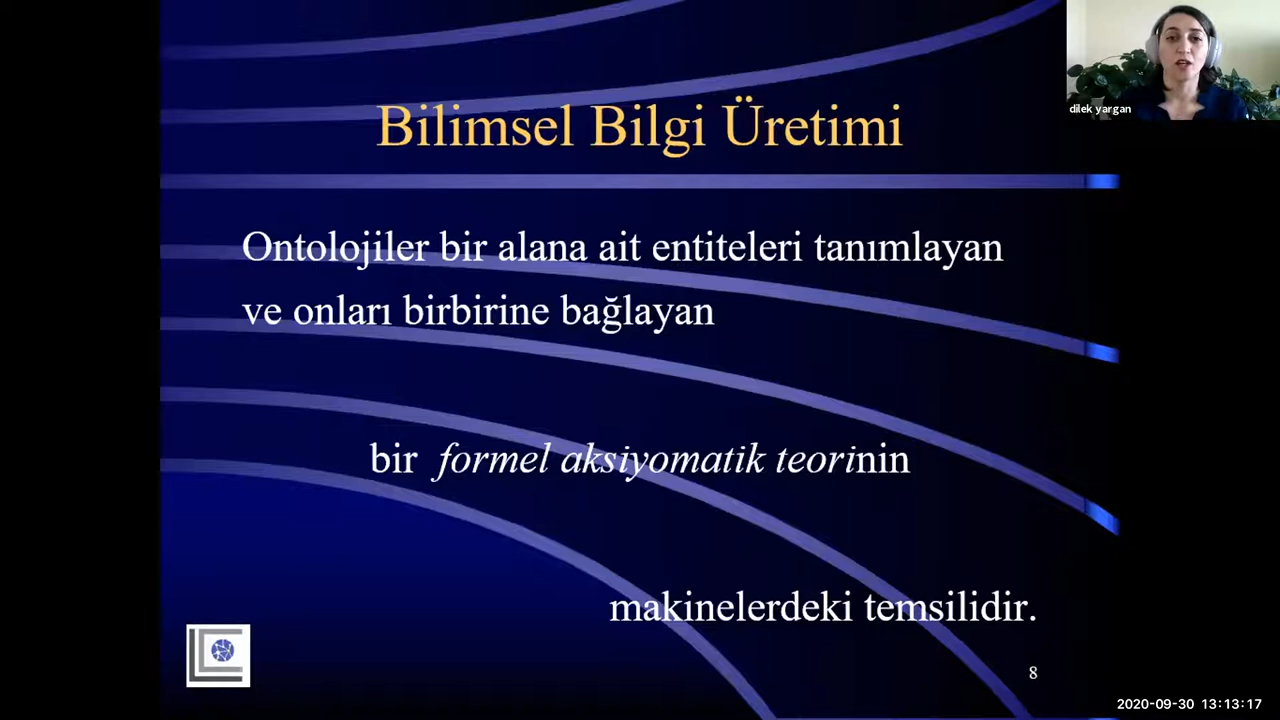 Bilimsel Bilgi Üretimi
dilek yargan
Ontolojiler bir alana ait entiteleri tanımlayan
ve onları birbirine bağlayan
bir formel aksiyomatik teorinin
makinelerdeki temsilidir.
8
2020-09-30 13:13:17